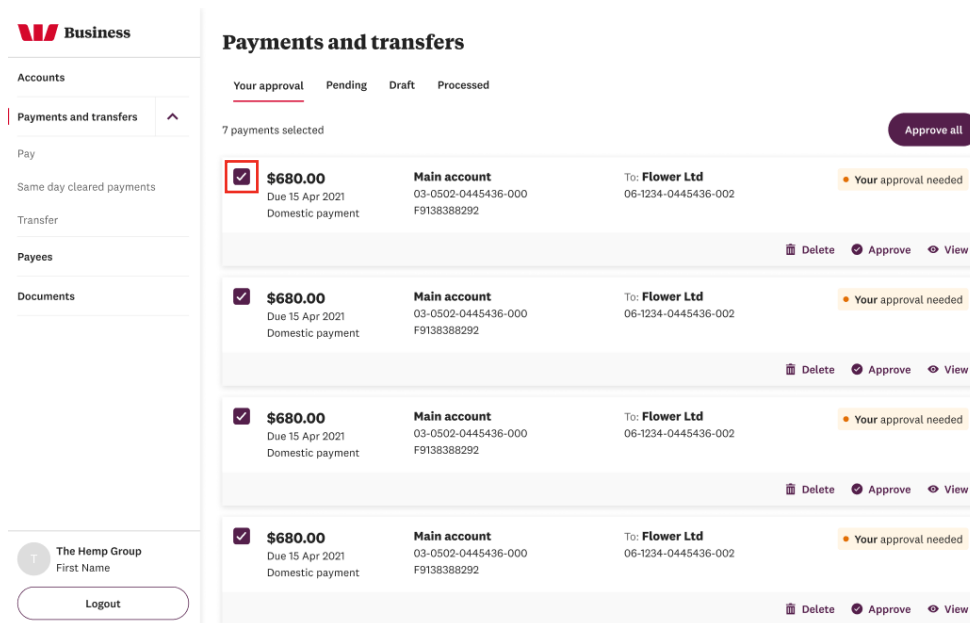 Business
Accounts
Payments and transfers
Pay
Same day cleared payments
Transfer
Payees
Documents
T
The Hemp Group
First Name
Logout
Payments and transfers
Your approval Pending Draft Processed
7 payments selected
Approve all
$680.00 Main account To: Flower Ltd Your approval needed
Due 15 Apr 2021 03-0502-0445436-000 06-1234-0445436-002
Domestic payment F9138388292
Delete Approve View
$680.00 Main account To: Flower Ltd Your approval needed
Due 15 Apr 2021 03-0502-0445436-000 06-1234-0445436-002
Domestic payment F9138388292
Delete Approve View
$680.00 Main account To: Flower Ltd Your approval needed
Due 15 Apr 2021 03-0502-0445436-000 06-1234-0445436-002
Domestic payment F9138388292
Delete Approve View
$680.00 Main account To: Flower Ltd Your approval needed
Due 15 Apr 2021 03-0502-0445436-000 06-1234-0445436-002
Domestic payment F9138388292
Delete Approve View